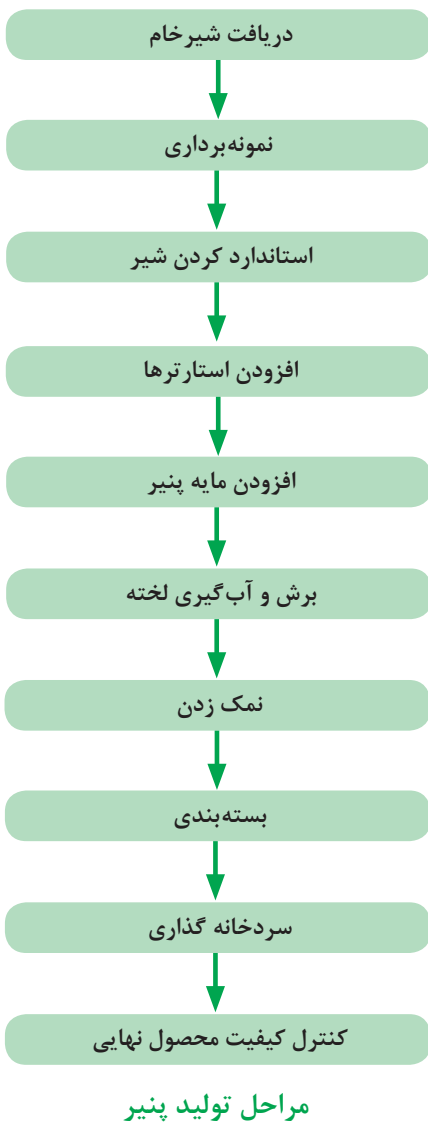 دریافت شیرخام
نمونه‌برداری
استاندارد کردن شیر
افزودن استارترها
افزودن مایه پنیر
برش و آب‌گیری لخته
نمک زدن
بسته‌بندی
سردخانه گذاری
کنترل کیفیت محصول نهایی
مراحل تولید پنیر